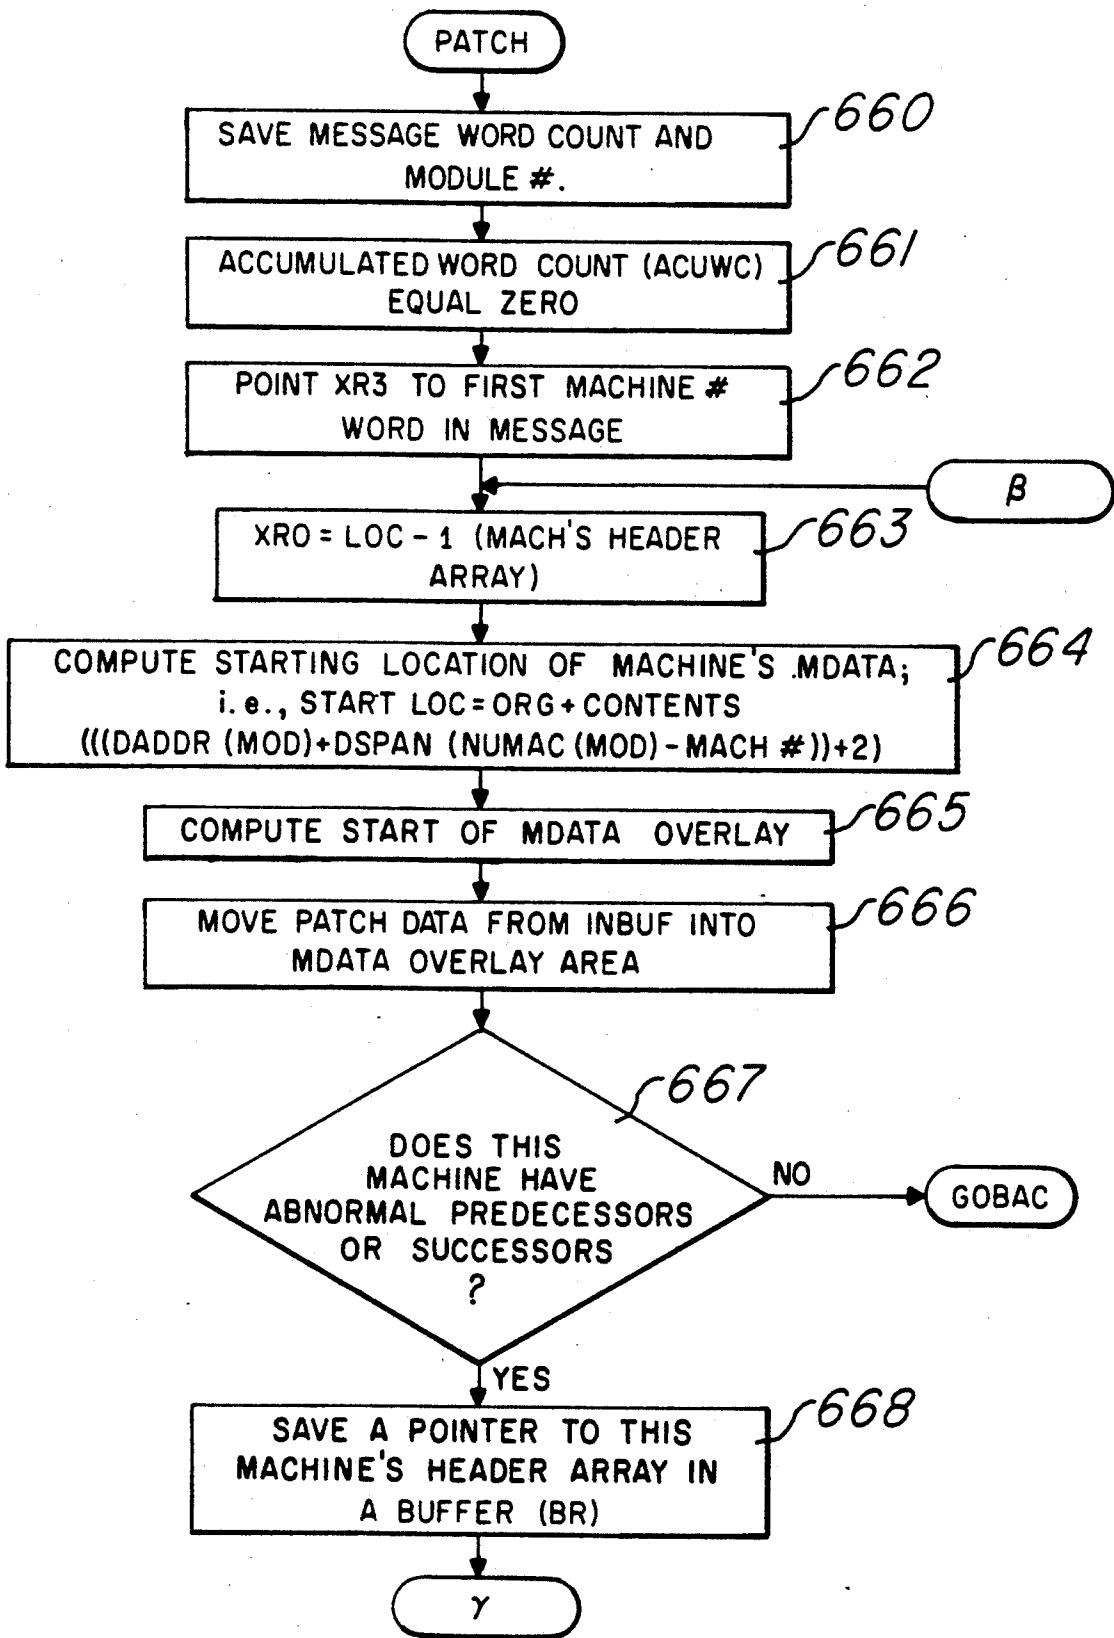 PATCH
660
SAVE MESSAGE WORD COUNT AND
MODULE #.
661
ACCUMULATED WORD COUNT (ACUWC)
EQUAL ZERO
662
POINT XR3 TO FIRST MACHINE #
WORD IN MESSAGE
β
663
XRO = LOC - 1 (MACH'S HEADER
ARRAY)
664
COMPUTE STARTING LOCATION OF MACHINE'S .MDATA;
i. e., START LOC = ORG + CONTENTS
(((DADDR (MOD)+DSPAN (NUMAC (MOD) - MACH #))+2)
665
COMPUTE START OF MDATA OVERLAY
666
MOVE PATCH DATA FROM INBUF INTO
MDATA OVERLAY AREA
667
DOES THIS
MACHINE HAVE
ABNORMAL PREDECESSORS
OR SUCCESSORS
?
NO
GOBAC
YES
668
SAVE A POINTER TO THIS
MACHINE'S HEADER ARRAY IN
A BUFFER (BR)
γ